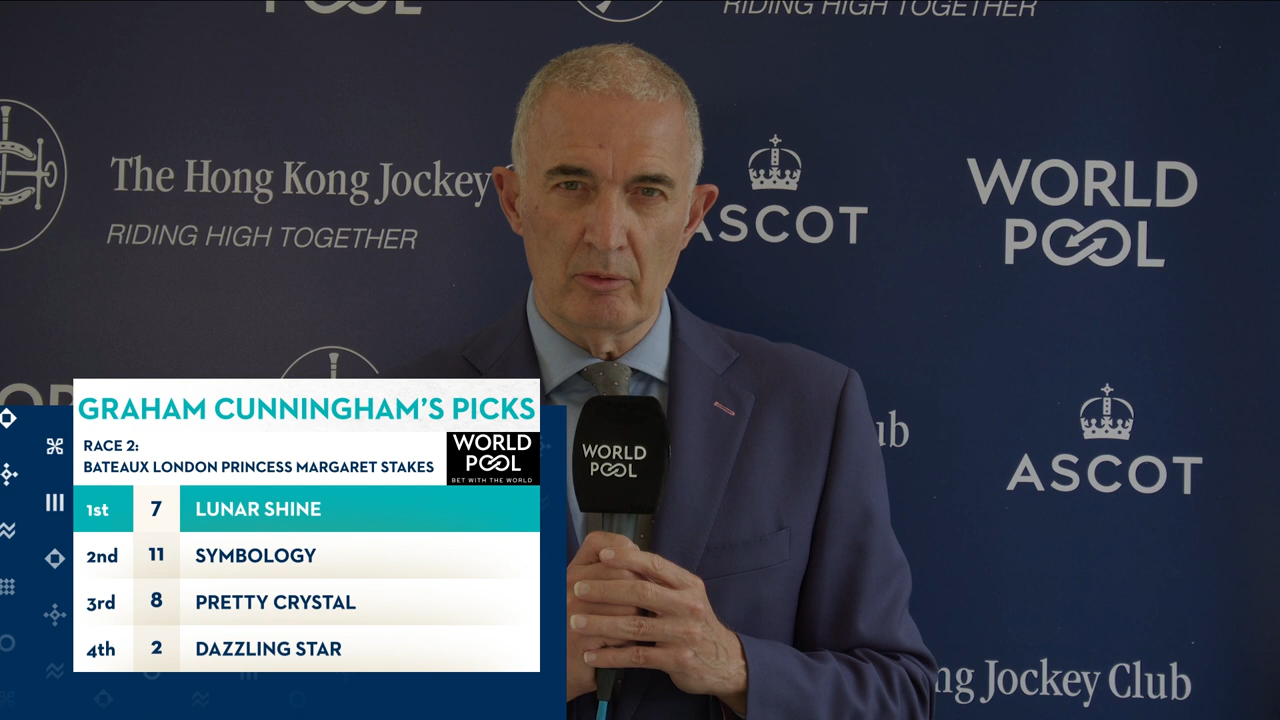 POOL
RIDING HIGH TOGETHER
The Hong Kong Jockey
RIDING HIGH TOGETHER
ASCOT
WORLD
POOL
GRAHAM CUNNINGHAM'S PICKS
RACE 2:
BATEAUX LONDON PRINCESS MARGARET STAKES
WORLD
POOL
BET WITH THE WORLD
1st 7 LUNAR SHINE
2nd 11 SYMBOLOGY
3rd 8 PRETTY CRYSTAL
4th 2 DAZZLING STAR
WORLD
POOL
ub
ASCOT
ng Jockey Club